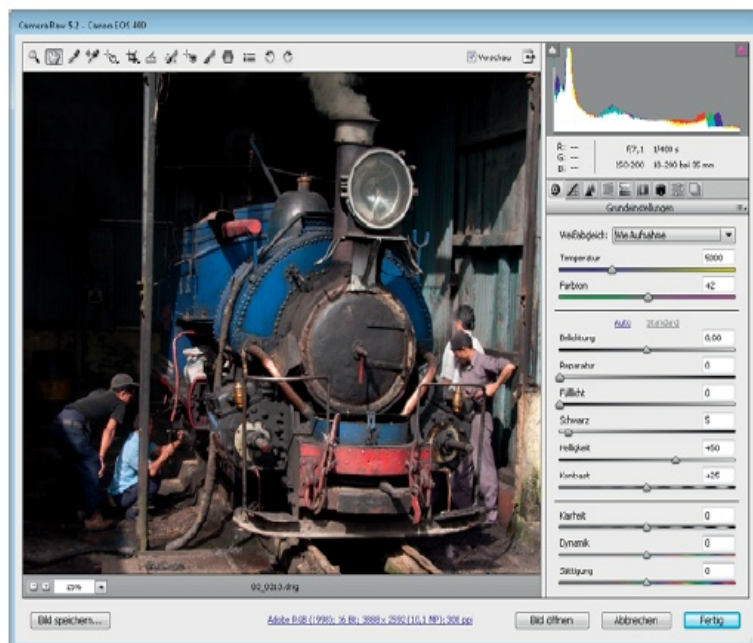 Camera Raw 5.2 - Canon EOS 40D
Vorschau
R: ---
G: ---
B: ---
f/7,1 1/400 s
ISO 200 18-200 bei 35 mm
Grundeinstellungen
Weißabgleich: Wie Aufnahme
Temperatur 5000
Farbton
Auto Standard
Belichtung 0,00
Reparatur 0
Fülllicht 0
Schwarz 5
Helligkeit +50
Kontrast +25
Klarheit 0
Dynamik 0
Sättigung 0
Bild speichern...
Adobe RGB (1998); 16 Bit; 3888 x 2592 (10,1 MP); 300 ppi
Bild öffnen Abbrechen Fertig